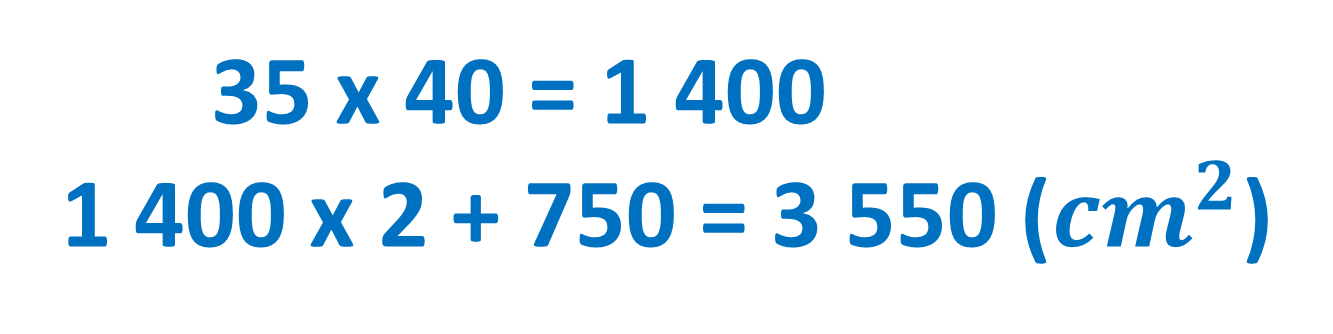 35 x 40 = 1 400
1 400 x 2 + 750 = 3 550 (cm²)